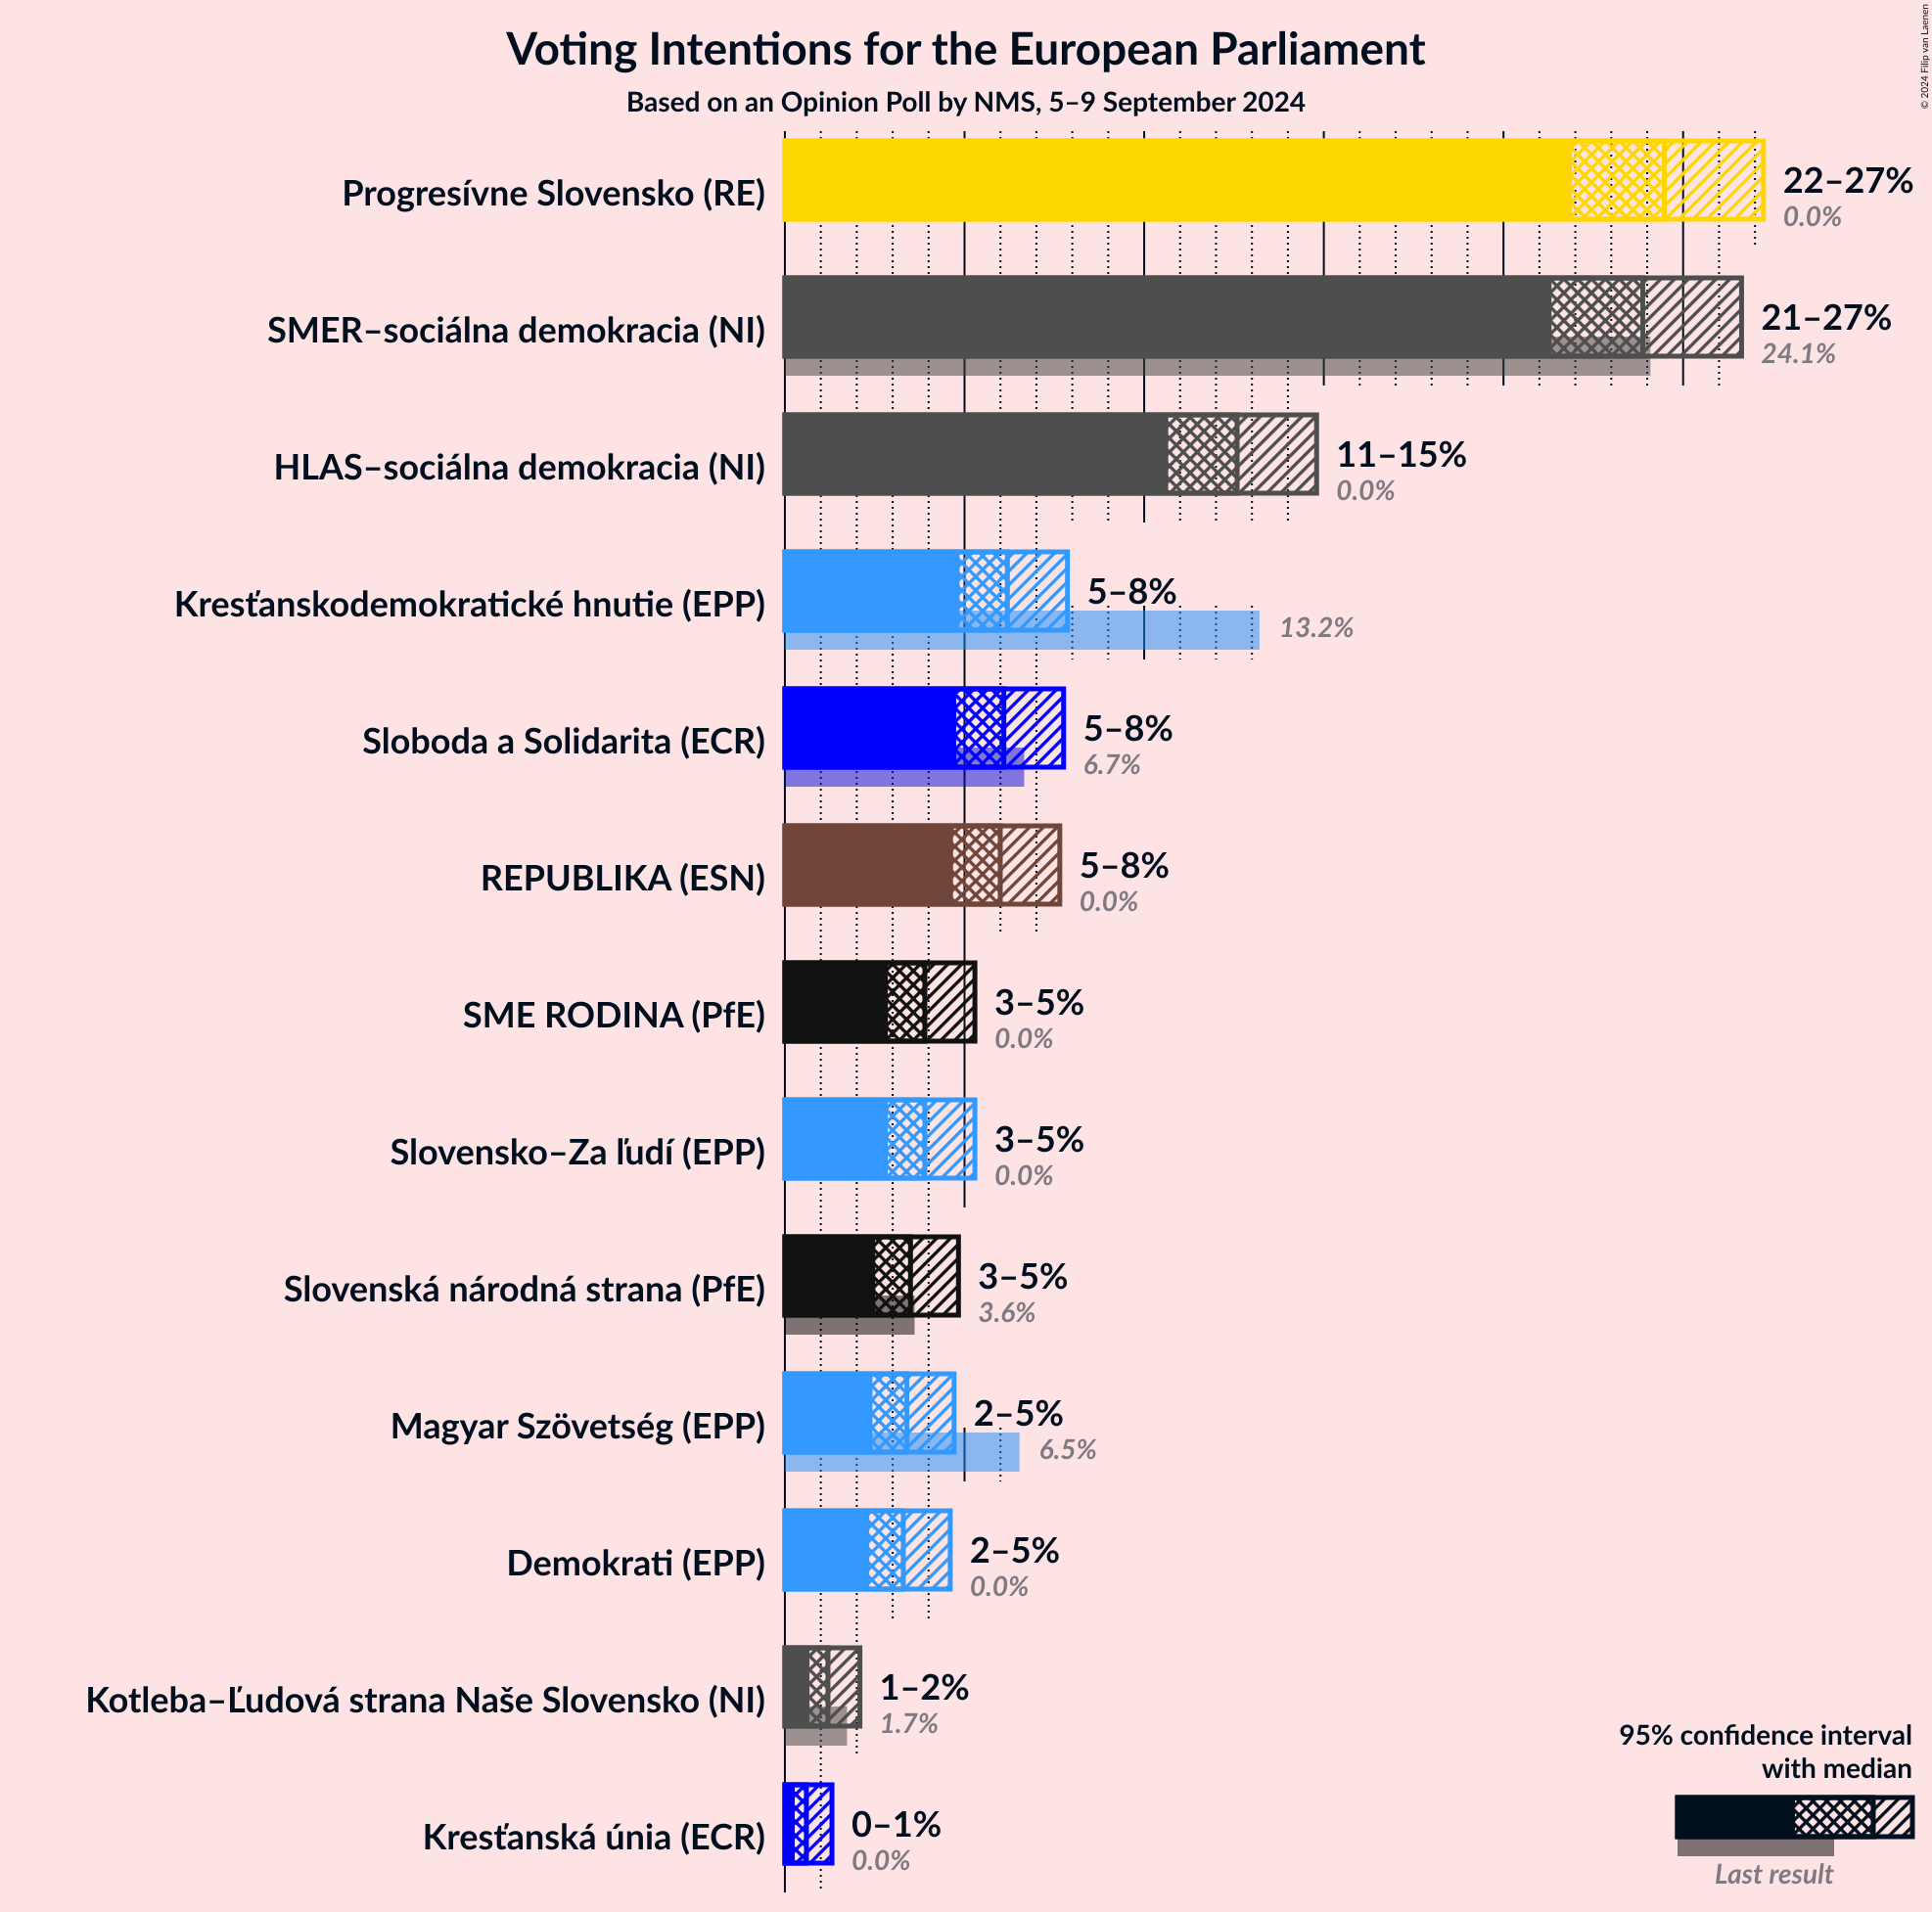 Voting Intentions for the European Parliament
Based on an Opinion Poll by NMS, 5–9 September 2024
© 2024 Filip van Laenen
Progresívne Slovensko (RE)
22–27%
0.0%
SMER–sociálna demokracia (NI)
21–27%
24.1%
HLAS–sociálna demokracia (NI)
11–15%
0.0%
Kresťanskodemokratické hnutie (EPP)
5–8%
13.2%
Sloboda a Solidarita (ECR)
5–8%
6.7%
REPUBLIKA (ESN)
5–8%
0.0%
SME RODINA (PfE)
3–5%
0.0%
Slovensko–Za ľudí (EPP)
3–5%
0.0%
Slovenská národná strana (PfE)
3–5%
3.6%
Magyar Szövetség (EPP)
2–5%
6.5%
Demokrati (EPP)
2–5%
0.0%
Kotleba–Ľudová strana Naše Slovensko (NI)
1–2%
1.7%
Kresťanská únia (ECR)
0–1%
0.0%
95% confidence interval
with median
Last result